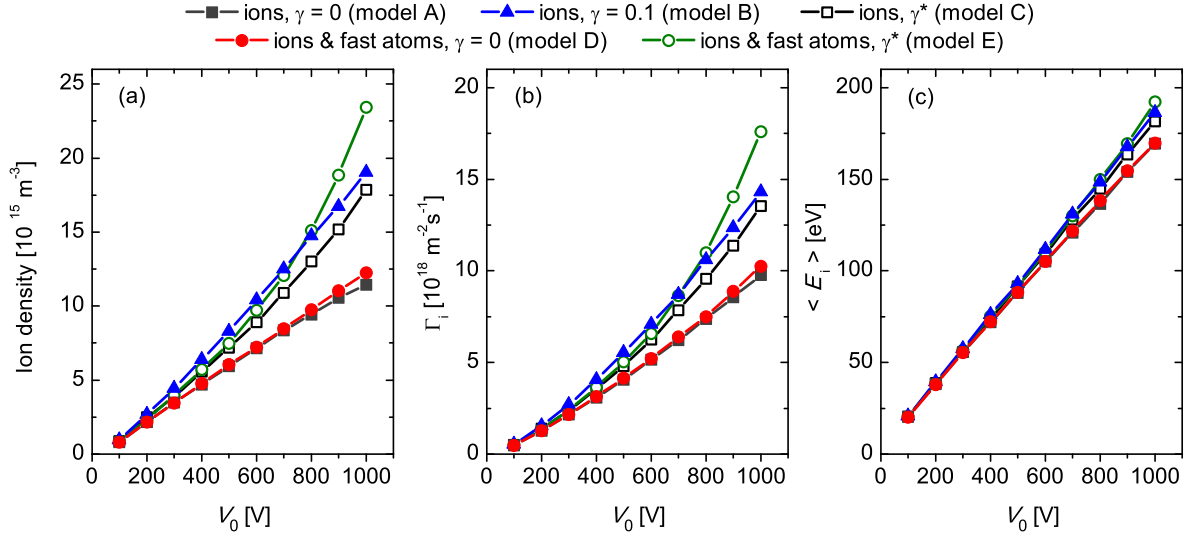 ions, γ = 0 (model A) ions, γ = 0.1 (model B) ions, γ* (model C)
ions & fast atoms, γ = 0 (model D) ions & fast atoms, γ* (model E)
(a) (b) (c)
Ion density [10 15 m-3]
25
20
15
10
5
0
0 200 400 600 800 1000
V0 [V]
Γi [1018 m-2s-1]
20
15
10
5
0
0 200 400 600 800 1000
V0 [V]
< Ei > [eV]
200
150
100
50
0
0 200 400 600 800 1000
V0 [V]